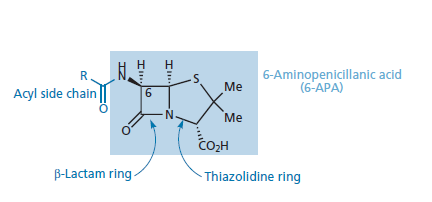 H H H
R N S
Me
6-Aminopenicillanic acid
(6-APA)
Acyl side chain
6
O
N
Me
O
CO₂H
β-Lactam ring
Thiazolidine ring